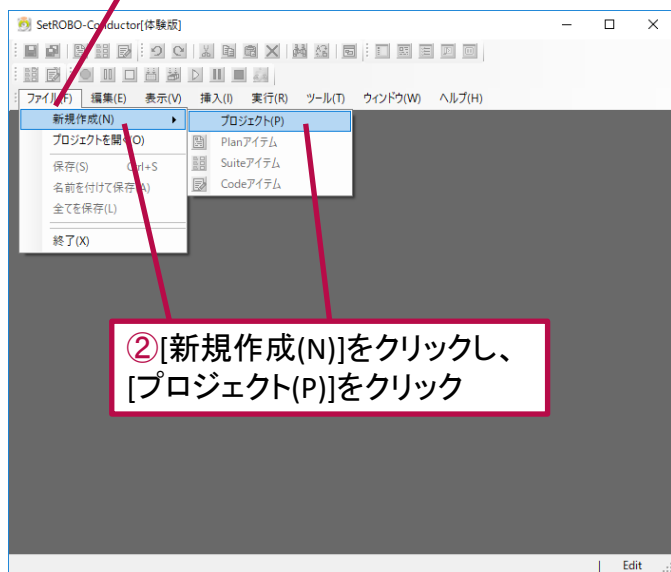 SetROBO-Conductor[体験版]
ファイル(F) 編集(E) 表示(V) 挿入(I) 実行(R) ツール(T) ウィンドウ(W) ヘルプ(H)
新規作成(N) プロジェクト(P)
プロジェクトを開く(O) Planアイテム
保存(S) Ctrl+S Suiteアイテム
名前を付けて保存(A) Codeアイテム
全てを保存(L)
終了(X)
②[新規作成(N)]をクリックし、
[プロジェクト(P)]をクリック
Edit